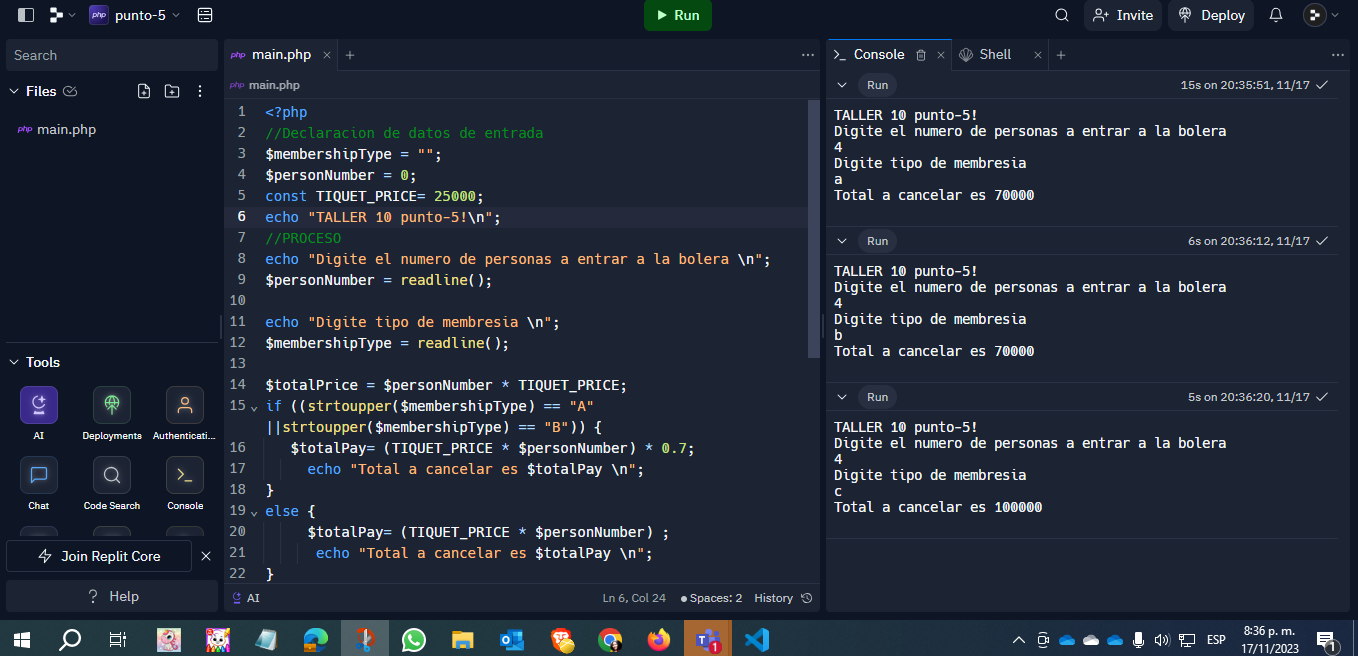 php punto-5
Run
Invite
Deploy
Search
Files
php main.php
Tools
AI
Deployments
Authenticati...
Chat
Code Search
Console
Join Replit Core
? Help
php main.php
php main.php
1 <?php
2 //Declaracion de datos de entrada
3 $membershipType = "";
4 $personNumber = 0;
5 const TIQUET_PRICE= 25000;
6 echo "TALLER 10 punto-5!\n";
7 //PROCESO
8 echo "Digite el numero de personas a entrar a la bolera \n";
9 $personNumber = readline();
10
11 echo "Digite tipo de membresia \n";
12 $membershipType = readline();
13
14 $totalPrice = $personNumber * TIQUET_PRICE;
15 if ((strtoupper($membershipType) == "A"
||strtoupper($membershipType) == "B")) {
16 $totalPay= (TIQUET_PRICE * $personNumber) * 0.7;
17 echo "Total a cancelar es $totalPay \n";
18 }
19 else {
20 $totalPay= (TIQUET_PRICE * $personNumber) ;
21 echo "Total a cancelar es $totalPay \n";
22 }
AI
Ln 6, Col 24
Spaces: 2
History
Console
Shell
Run 15s on 20:35:51, 11/17
TALLER 10 punto-5!
Digite el numero de personas a entrar a la bolera
4
Digite tipo de membresia
a
Total a cancelar es 70000
Run 6s on 20:36:12, 11/17
TALLER 10 punto-5!
Digite el numero de personas a entrar a la bolera
4
Digite tipo de membresia
b
Total a cancelar es 70000
Run 5s on 20:36:20, 11/17
TALLER 10 punto-5!
Digite el numero de personas a entrar a la bolera
4
Digite tipo de membresia
c
Total a cancelar es 100000
ESP
8:36 p. m.
17/11/2023
1